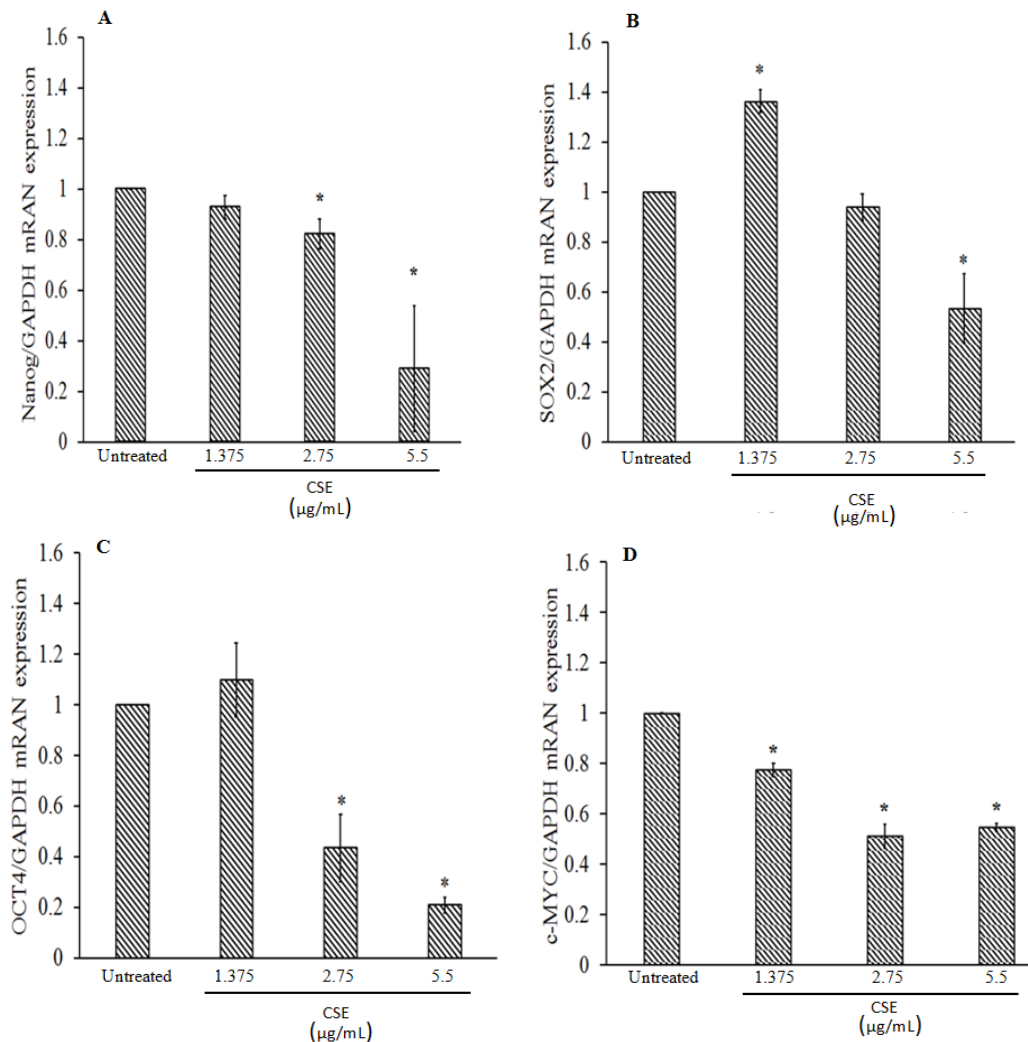 A
Nanog/GAPDH mRAN expression
1.6
1.4
1.2
1
0.8
0.6
0.4
0.2
0
*
*
Untreated 1.375 2.75 5.5
CSE
(µg/mL)
B
SOX2/GAPDH mRAN expression
1.6
1.4
1.2
1
0.8
0.6
0.4
0.2
0
*
*
Untreated 1.375 2.75 5.5
CSE
(µg/mL)
C
OCT4/GAPDH mRAN expression
1.6
1.4
1.2
1
0.8
0.6
0.4
0.2
0
*
*
Untreated 1.375 2.75 5.5
CSE
(µg/mL)
D
c-MYC/GAPDH mRAN expression
1.6
1.4
1.2
1
0.8
0.6
0.4
0.2
0
*
*
*
Untreated 1.375 2.75 5.5
CSE
(µg/mL)